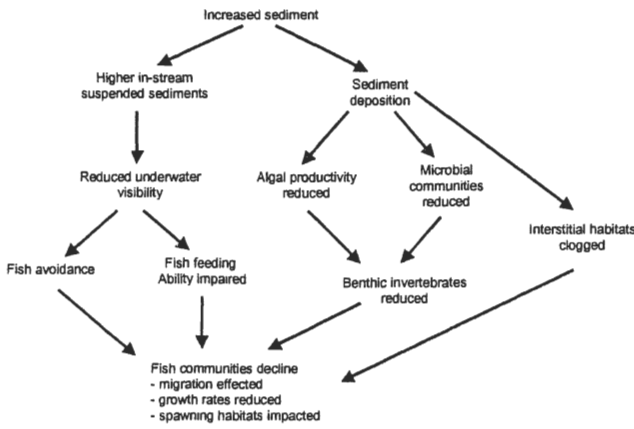 Increased sediment
Higher in-stream
suspended sediments
Sediment
deposition
Reduced underwater
visibility
Algal productivity
reduced
Microbial
communities
reduced
Interstitial habitats
clogged
Fish avoidance
Fish feeding
Ability impaired
Benthic invertebrates
reduced
Fish communities decline
- migration effected
- growth rates reduced
- spawning habitats impacted